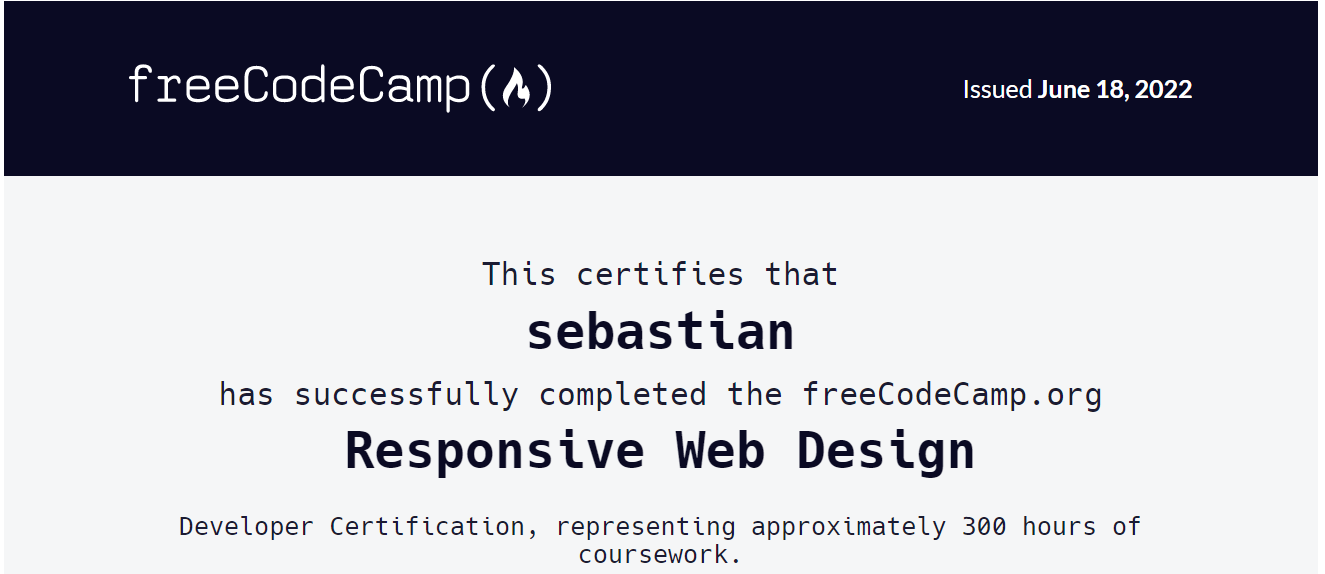 freeCodeCamp(🔥)
Issued June 18, 2022
This certifies that
sebastian
has successfully completed the freeCodeCamp.org
Responsive Web Design
Developer Certification, representing approximately 300 hours of
coursework.